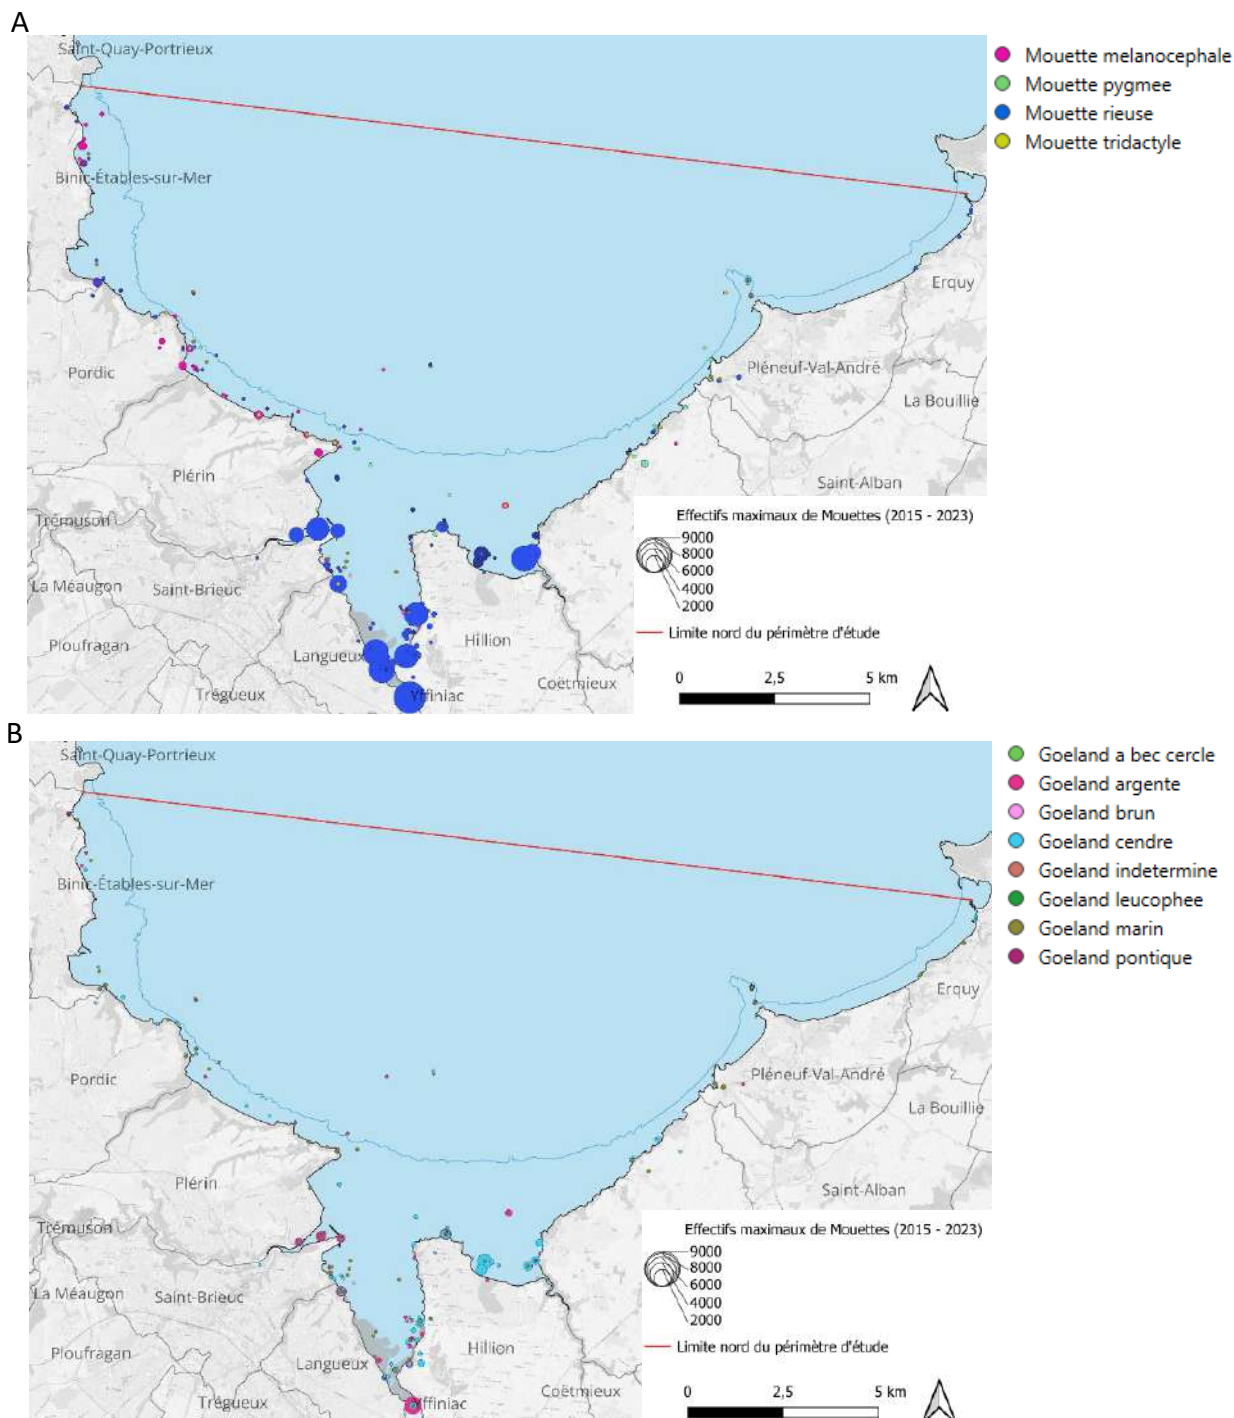 A
Saint-Quay-Portrieux
Mouette melanocephale
Mouette pygmee
Mouette rieuse
Mouette tridactyle
Binic-Étables-sur-Mer
Erquy
Pordic
Pléneuf-Val-André
La Bouillie
Plérin
Saint-Alban
Trémuson
Effectifs maximaux de Mouettes (2015 - 2023)
9000
8000
6000
4000
2000
La Méaugon
Saint-Brieuc
Limite nord du périmètre d'étude
Ploufragan
Langueux
Hillion
Coëtmieux
0 2,5 5 km
Trégueux
Yffiniac
B
Saint-Quay-Portrieux
Goeland a bec cercle
Goeland argente
Goeland brun
Goeland cendre
Goeland indetermine
Goeland leucophee
Goeland marin
Goeland pontique
Binic-Étables-sur-Mer
Erquy
Pordic
Pléneuf-Val-André
La Bouillie
Plérin
Saint-Alban
Trémuson
Effectifs maximaux de Mouettes (2015 - 2023)
9000
8000
6000
4000
2000
La Méaugon
Saint-Brieuc
Limite nord du périmètre d'étude
Ploufragan
Langueux
Hillion
Coëtmieux
0 2,5 5 km
Trégueux
Yffiniac